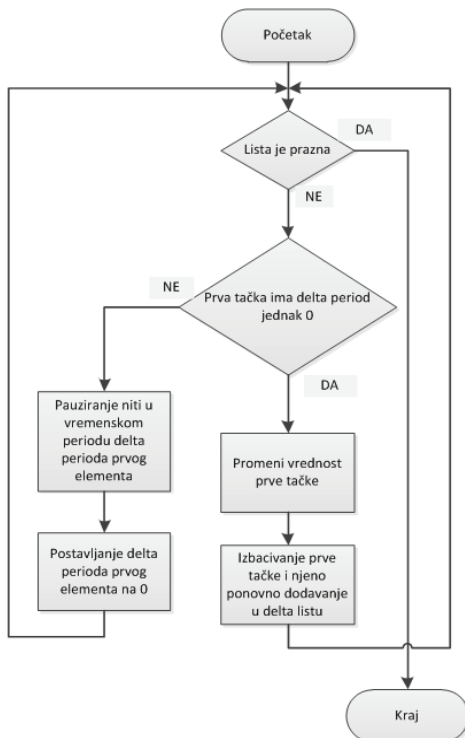 Početak
Lista je prazna
DA
NE
Prva tačka ima delta period
jednak 0
NE
DA
Pauziranje niti u
vremenskom
periodu delta
perioda prvog
elementa
Promeni vrednost
prve tačke
Postavljanje delta
perioda prvog
elementa na 0
Izbacivanje prve
tačke i njeno
ponovno dodavanje
u delta listu
Kraj